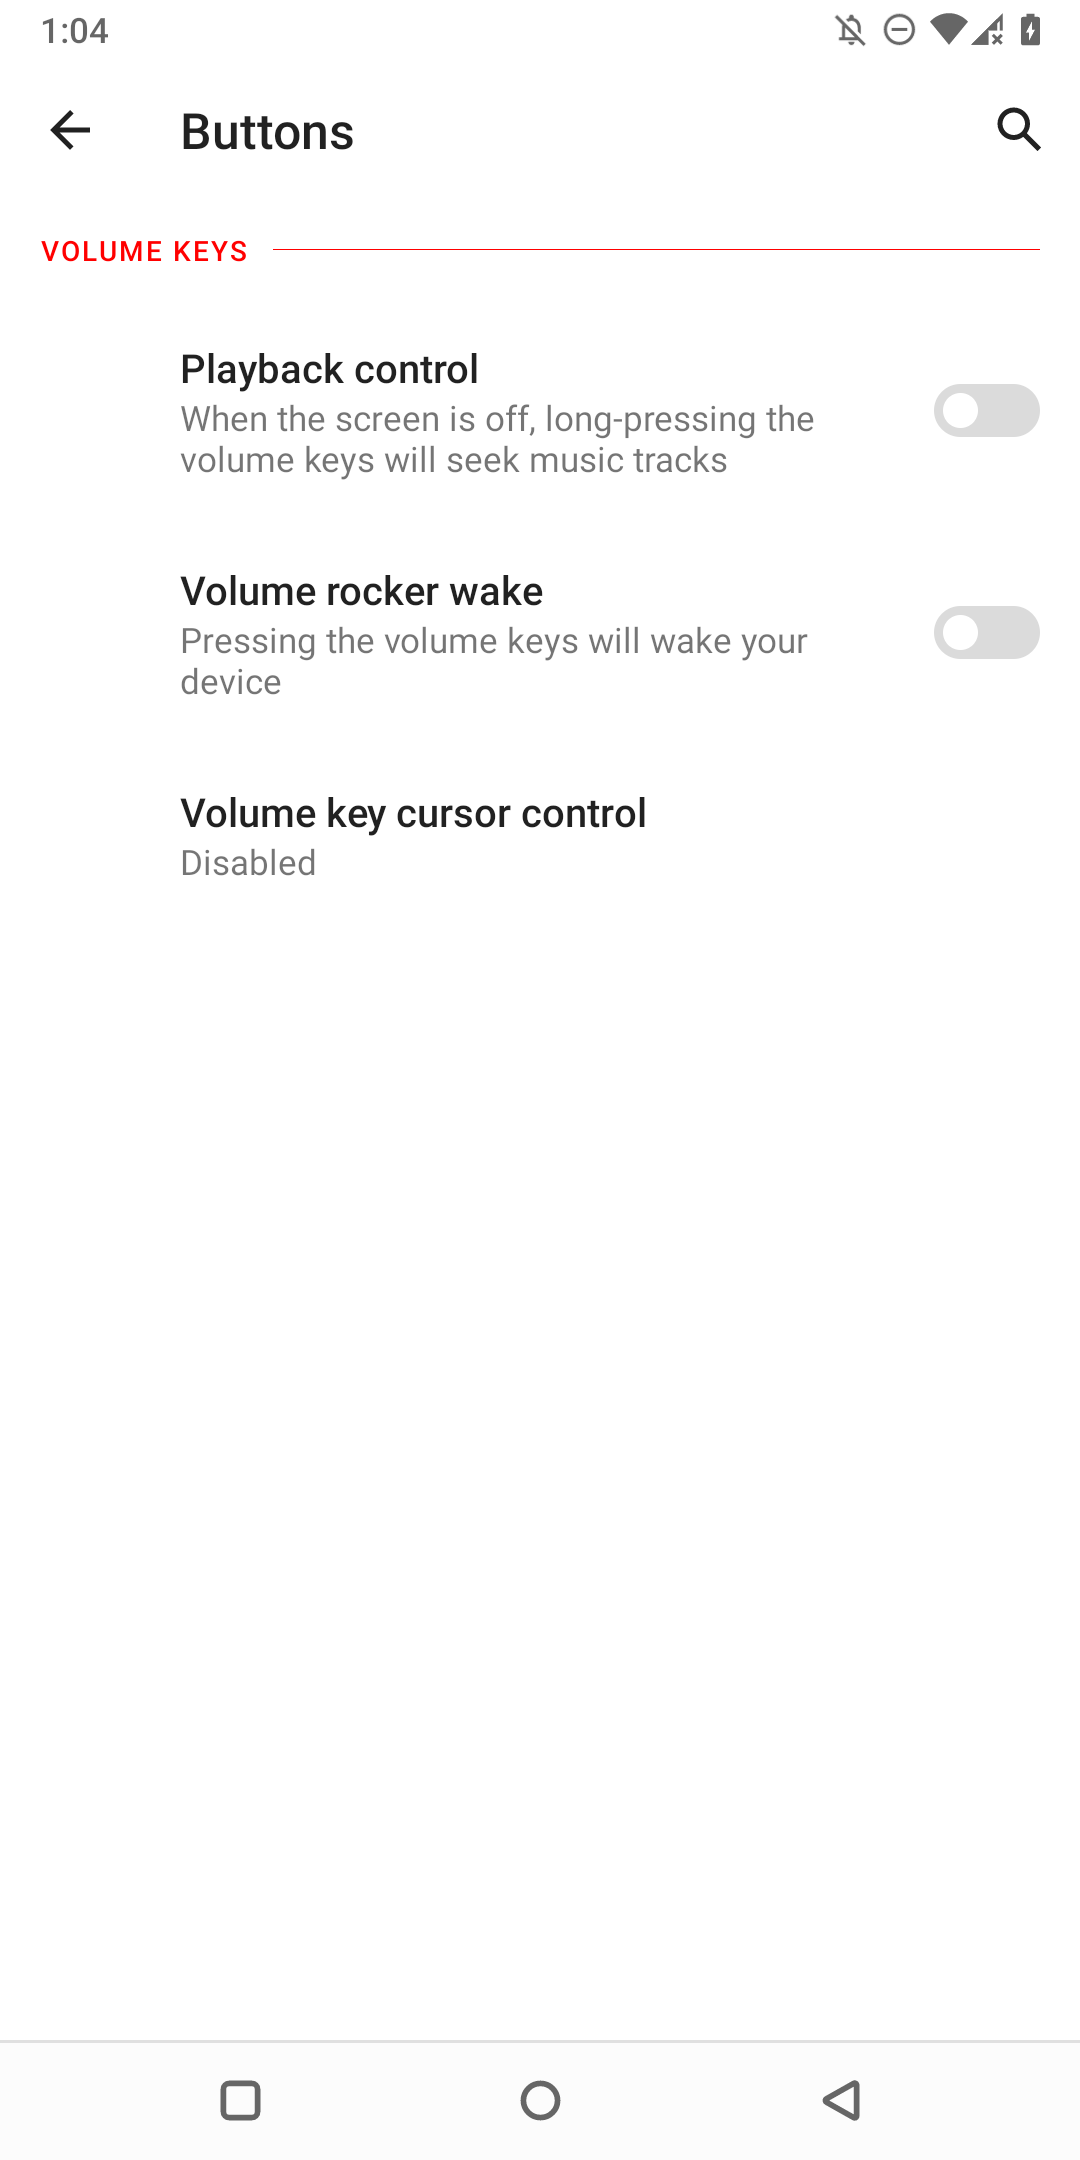 1:04
Buttons
VOLUME KEYS
Playback control
When the screen is off, long-pressing the
volume keys will seek music tracks
Volume rocker wake
Pressing the volume keys will wake your
device
Volume key cursor control
Disabled